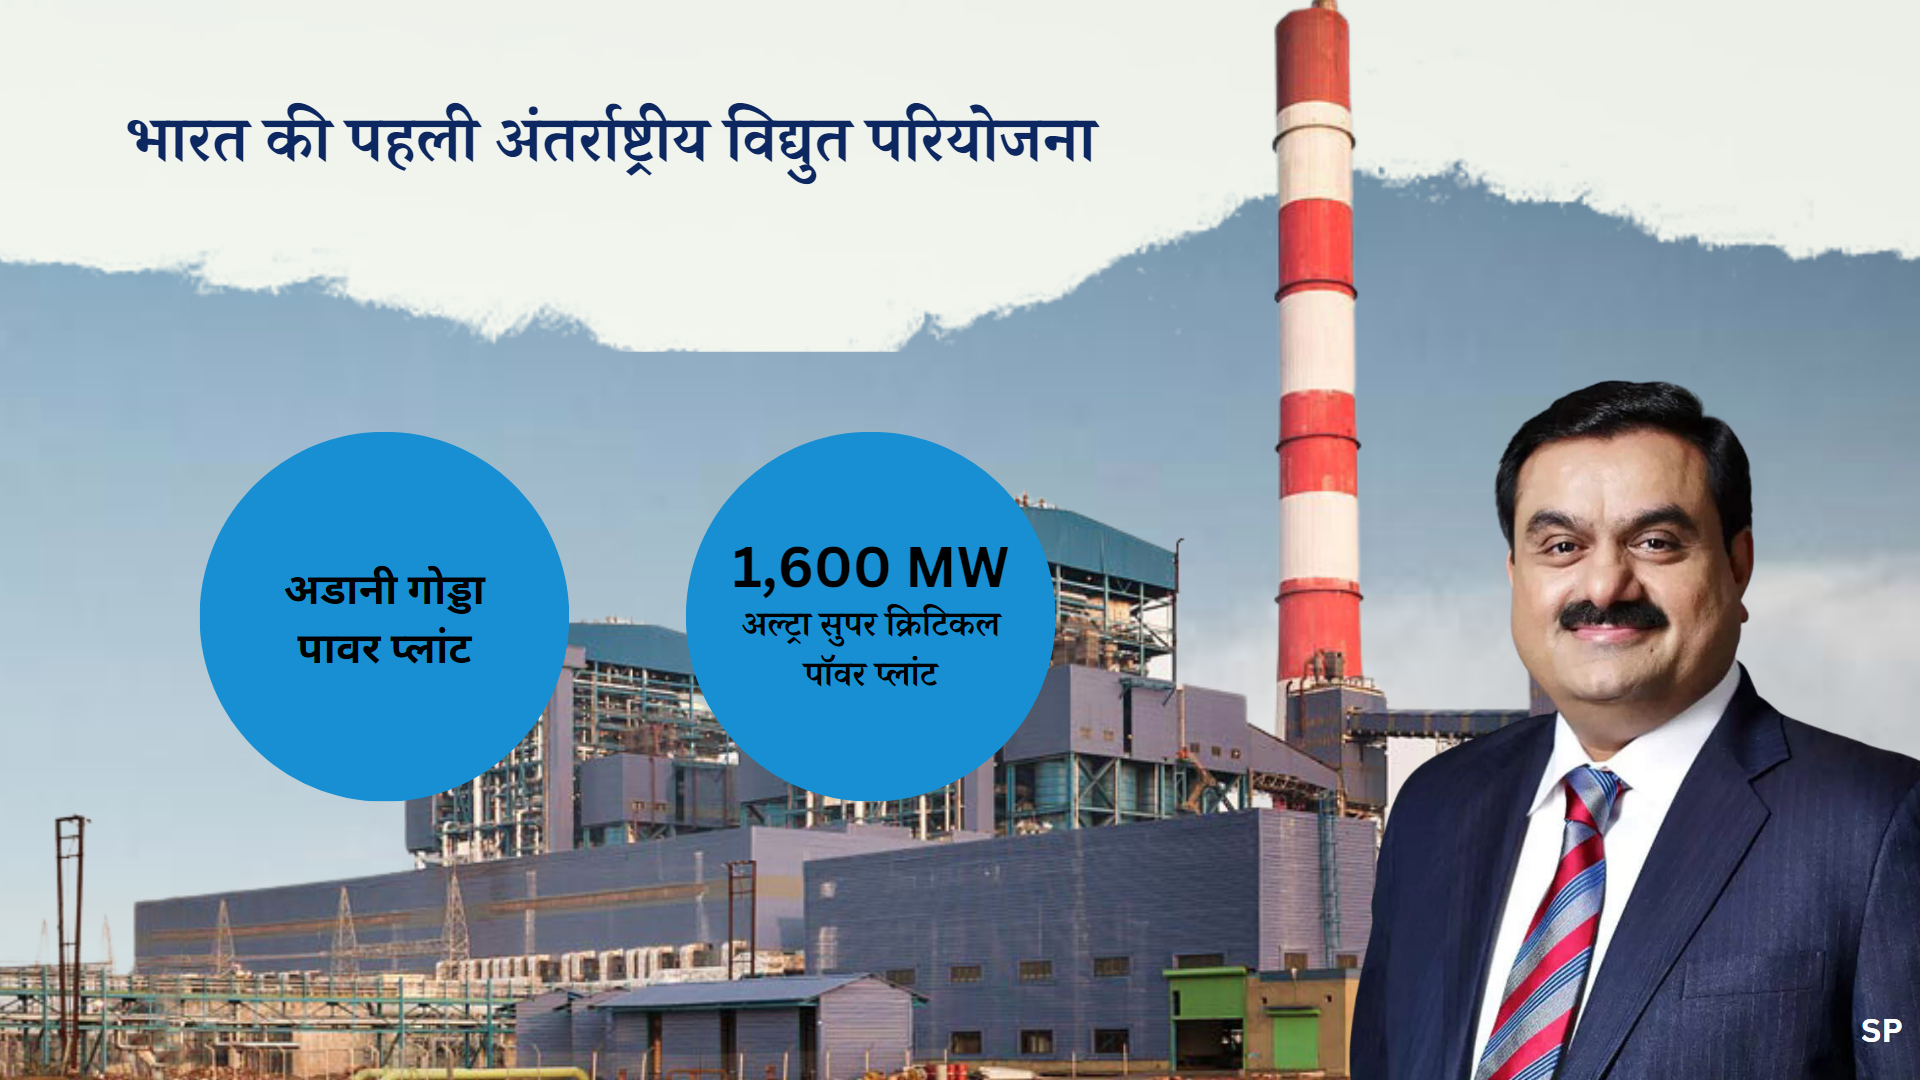 भारत की पहली अंतर्राष्ट्रीय विद्युत परियोजना
अडानी गोड्डा
पावर प्लांट
1,600 MW
अल्ट्रा सुपर क्रिटिकल
पॉवर प्लांट
SP